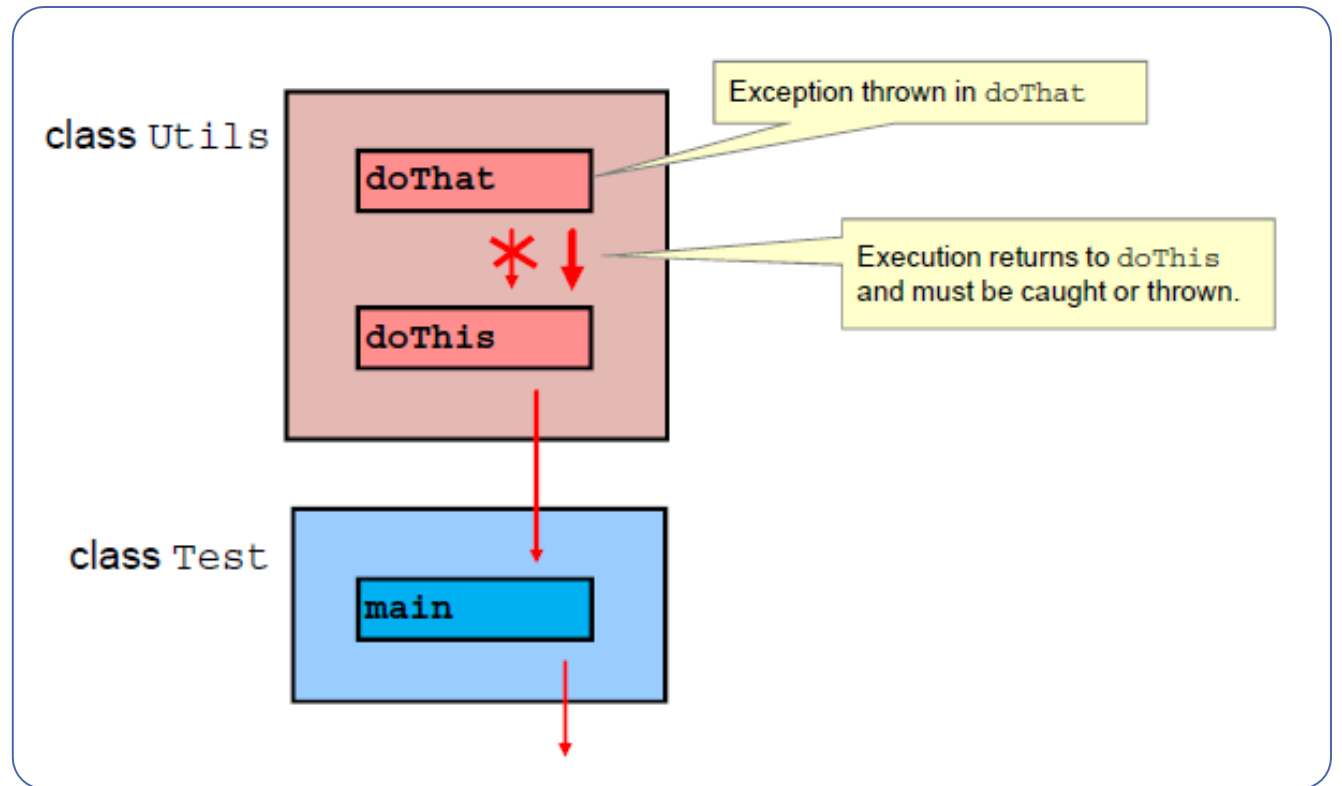 Exception thrown in doThat
class Utils
doThat
Execution returns to doThis
and must be caught or thrown.
doThis
class Test
main